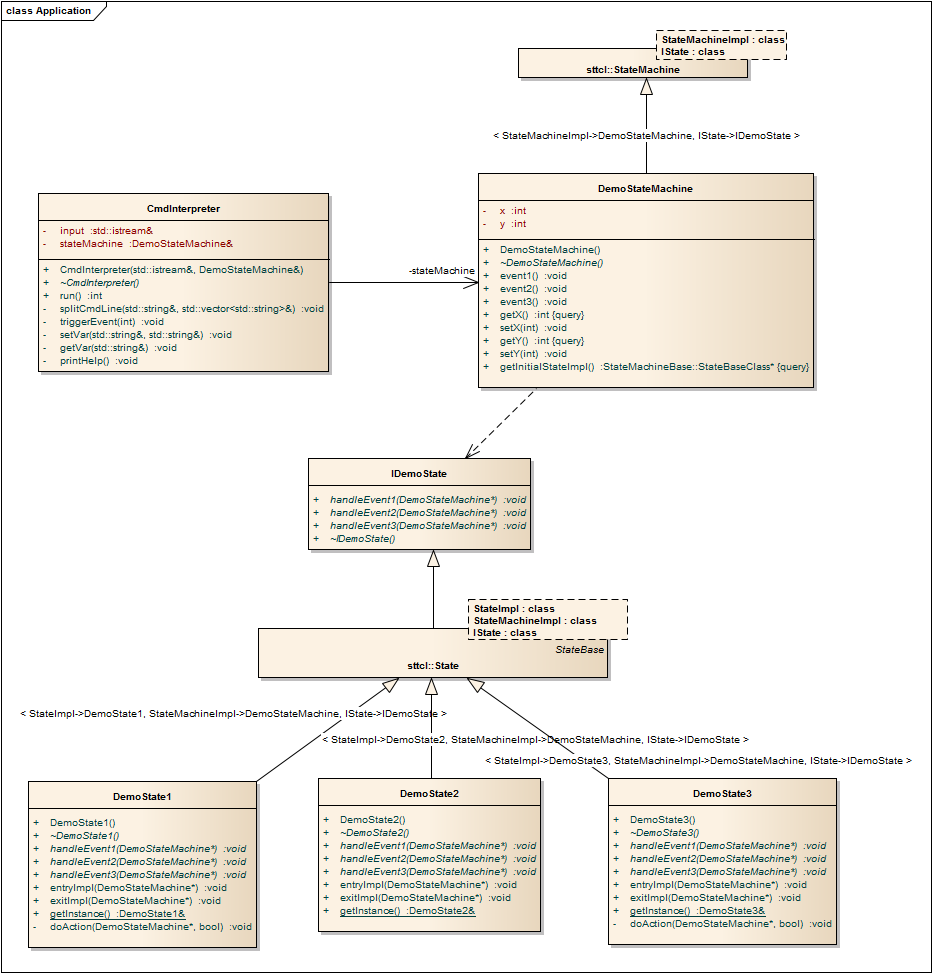 class Application
StateMachineImpl : class
IState : class
sttcl::StateMachine
< StateMachineImpl->DemoStateMachine, IState->IDemoState >
DemoStateMachine
- x :int
- y :int
+ DemoStateMachine()
+ ~DemoStateMachine()
+ event1() :void
+ event2() :void
+ event3() :void
+ getX() :int {query}
+ setX(int) :void
+ getY() :int {query}
+ setY(int) :void
+ getInitialStateImpl() :StateMachineBase::StateBaseClass* {query}
CmdInterpreter
- input :std::istream&
- stateMachine :DemoStateMachine&
+ CmdInterpreter(std::istream&, DemoStateMachine&)
+ ~CmdInterpreter()
+ run() :int
- splitCmdLine(std::string&, std::vector<std::string>&) :void
- triggerEvent(int) :void
- setVar(std::string&, std::string&) :void
- getVar(std::string&) :void
- printHelp() :void
-stateMachine
IDemoState
+ handleEvent1(DemoStateMachine*) :void
+ handleEvent2(DemoStateMachine*) :void
+ handleEvent3(DemoStateMachine*) :void
+ ~IDemoState()
StateImpl : class
StateMachineImpl : class
IState : class
StateBase
sttcl::State
< StateImpl->DemoState1, StateMachineImpl->DemoStateMachine, IState->IDemoState >
< StateImpl->DemoState2, StateMachineImpl->DemoStateMachine, IState->IDemoState >
< StateImpl->DemoState3, StateMachineImpl->DemoStateMachine, IState->IDemoState >
DemoState1
+ DemoState1()
+ ~DemoState1()
+ handleEvent1(DemoStateMachine*) :void
+ handleEvent2(DemoStateMachine*) :void
+ handleEvent3(DemoStateMachine*) :void
+ entryImpl(DemoStateMachine*) :void
+ exitImpl(DemoStateMachine*) :void
+ getInstance() :DemoState1&
- doAction(DemoStateMachine*, bool) :void
DemoState2
+ DemoState2()
+ ~DemoState2()
+ handleEvent1(DemoStateMachine*) :void
+ handleEvent2(DemoStateMachine*) :void
+ handleEvent3(DemoStateMachine*) :void
+ entryImpl(DemoStateMachine*) :void
+ exitImpl(DemoStateMachine*) :void
+ getInstance() :DemoState2&
DemoState3
+ DemoState3()
+ ~DemoState3()
+ handleEvent1(DemoStateMachine*) :void
+ handleEvent2(DemoStateMachine*) :void
+ handleEvent3(DemoStateMachine*) :void
+ entryImpl(DemoStateMachine*) :void
+ exitImpl(DemoStateMachine*) :void
+ getInstance() :DemoState3&
- doAction(DemoStateMachine*, bool) :void